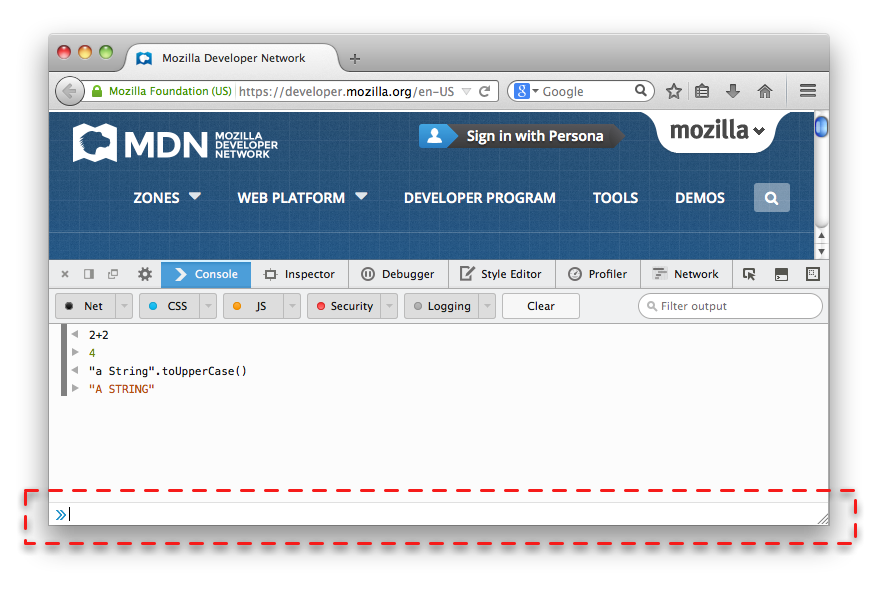 Mozilla Developer Network
Mozilla Foundation (US) https://developer.mozilla.org/en-US Google
MDN MOZILLA DEVELOPER NETWORK Sign in with Persona mozilla
ZONES WEB PLATFORM DEVELOPER PROGRAM TOOLS DEMOS
Console Inspector Debugger Style Editor Profiler Network
Net CSS JS Security Logging Clear Filter output
2+2
4
"a String".toUpperCase()
"A STRING"